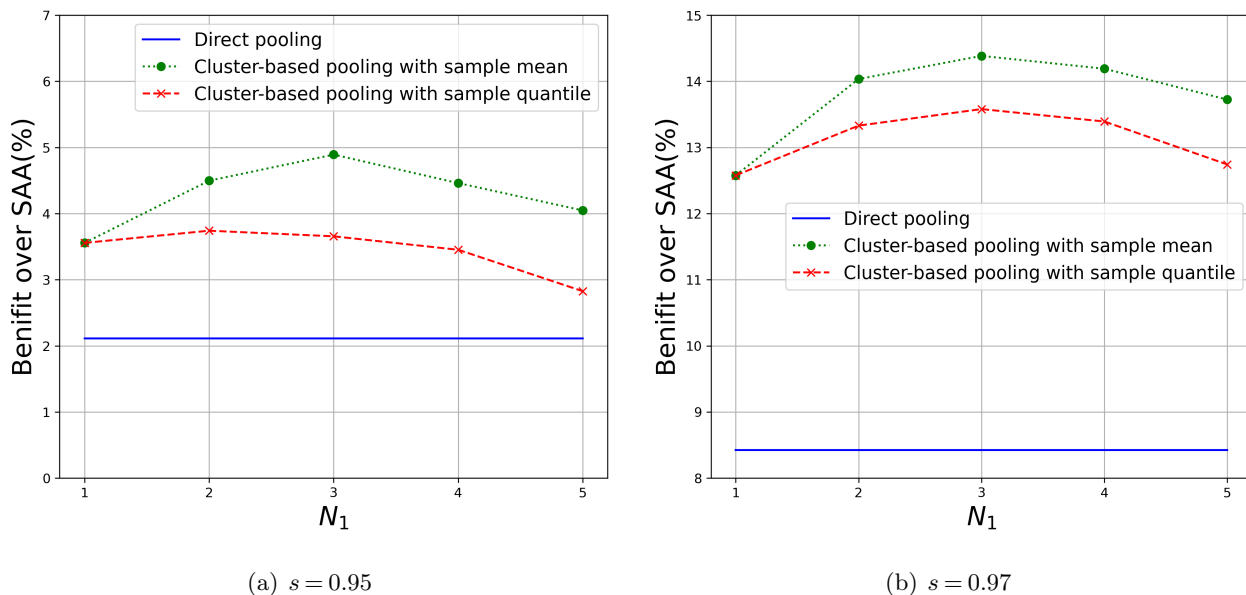 Benifit over SAA(%)
7
6
5
4
3
2
1
0
Direct pooling
Cluster-based pooling with sample mean
Cluster-based pooling with sample quantile
1 2 3 4 5
N₁
(a) s = 0.95
Benifit over SAA(%)
15
14
13
12
11
10
9
8
Direct pooling
Cluster-based pooling with sample mean
Cluster-based pooling with sample quantile
1 2 3 4 5
N₁
(b) s = 0.97